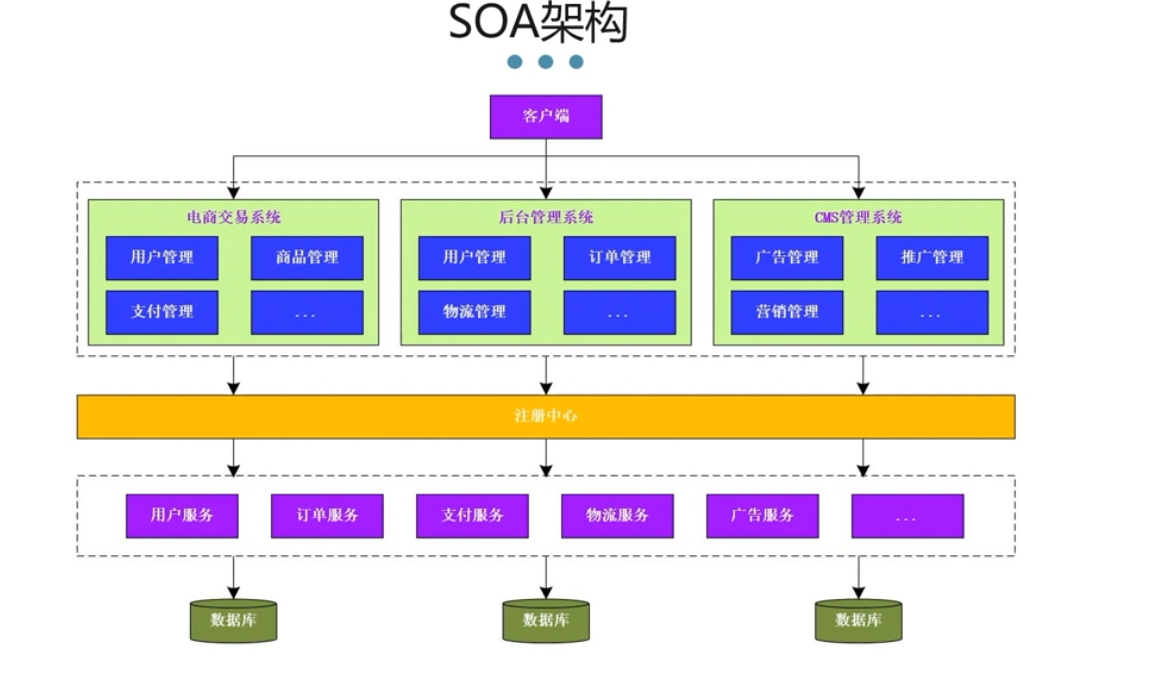 SOA架构
客户端
电商交易系统 后台管理系统 CMS管理系统
用户管理 商品管理 用户管理 订单管理 广告管理 推广管理
支付管理 ... 物流管理 ... 营销管理 ...
注册中心
用户服务 订单服务 支付服务 物流服务 广告服务 ...
数据库 数据库 数据库